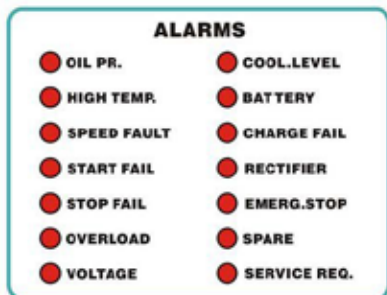 ALARMS
OIL PR.
HIGH TEMP.
SPEED FAULT
START FAIL
STOP FAIL
OVERLOAD
VOLTAGE
COOL.LEVEL
BATTERY
CHARGE FAIL
RECTIFIER
EMERG.STOP
SPARE
SERVICE REQ.